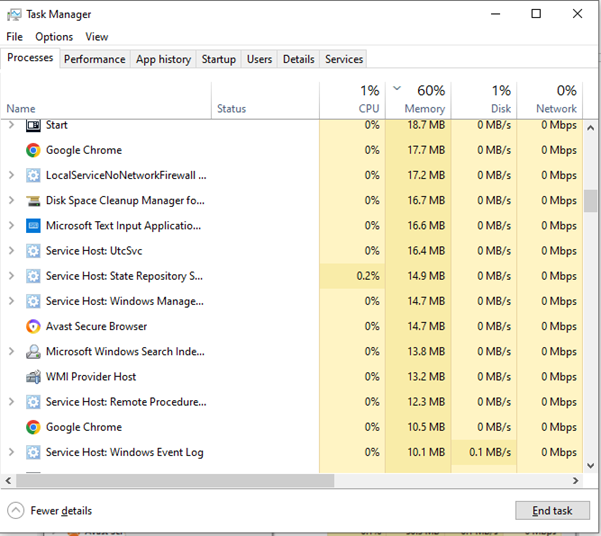 Task Manager
File Options View
Processes Performance App history Startup Users Details Services
1% 60% 1% 0%
Name Status CPU Memory Disk Network
Start 0% 18.7 MB 0 MB/s 0 Mbps
Google Chrome 0% 17.7 MB 0 MB/s 0 Mbps
LocalServiceNoNetworkFirewall ... 0% 17.2 MB 0 MB/s 0 Mbps
Disk Space Cleanup Manager fo... 0% 16.7 MB 0 MB/s 0 Mbps
Microsoft Text Input Applicatio... 0% 16.6 MB 0 MB/s 0 Mbps
Service Host: UtcSvc 0% 16.4 MB 0 MB/s 0 Mbps
Service Host: State Repository S... 0.2% 14.9 MB 0 MB/s 0 Mbps
Service Host: Windows Manage... 0% 14.7 MB 0 MB/s 0 Mbps
Avast Secure Browser 0% 14.7 MB 0 MB/s 0 Mbps
Microsoft Windows Search Inde... 0% 13.8 MB 0 MB/s 0 Mbps
WMI Provider Host 0% 13.2 MB 0 MB/s 0 Mbps
Service Host: Remote Procedure... 0% 12.3 MB 0 MB/s 0 Mbps
Google Chrome 0% 10.5 MB 0 MB/s 0 Mbps
Service Host: Windows Event Log 0% 10.1 MB 0.1 MB/s 0 Mbps
Fewer details End task